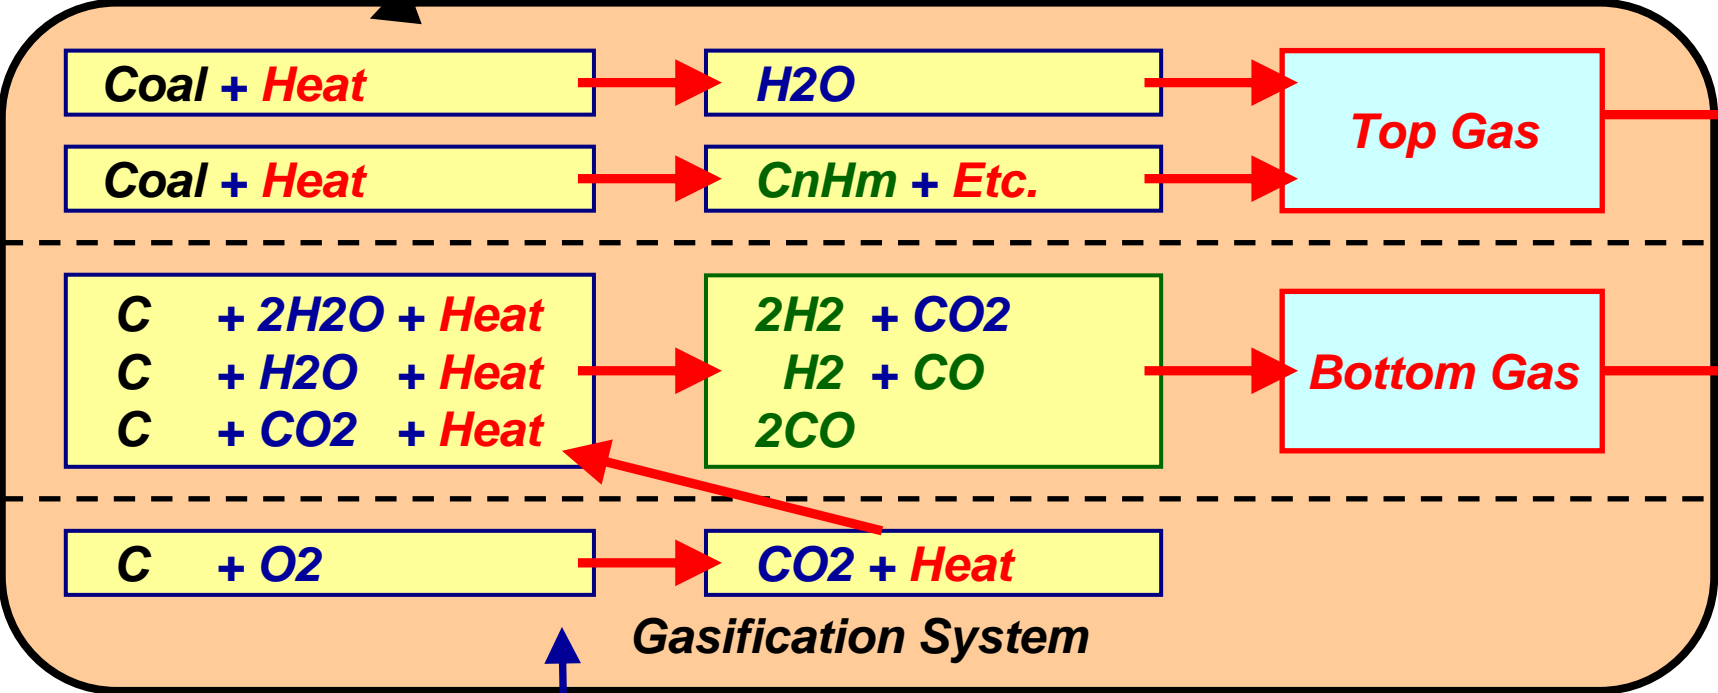 Coal + Heat H2O
Top Gas
Coal + Heat CnHm + Etc.
C + 2H2O + Heat 2H2 + CO2
C + H2O + Heat H2 + CO Bottom Gas
C + CO2 + Heat 2CO
C + O2 CO2 + Heat
Gasification System